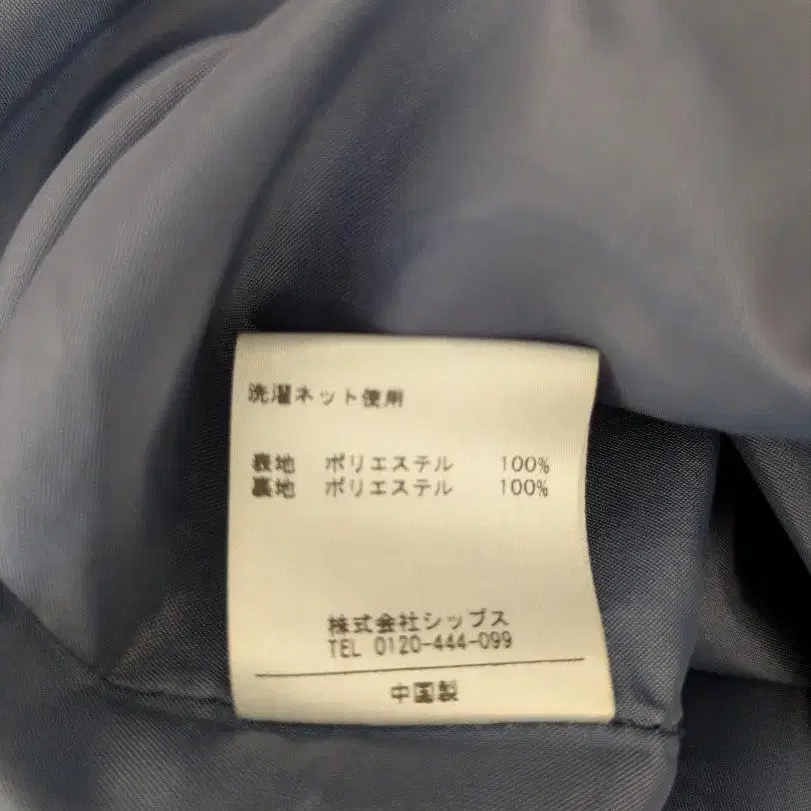 洗濯ネット使用
表地 ポリエステル 100%
裏地 ポリエステル 100%
株式会社シップス
TEL 0120-444-099
中国製